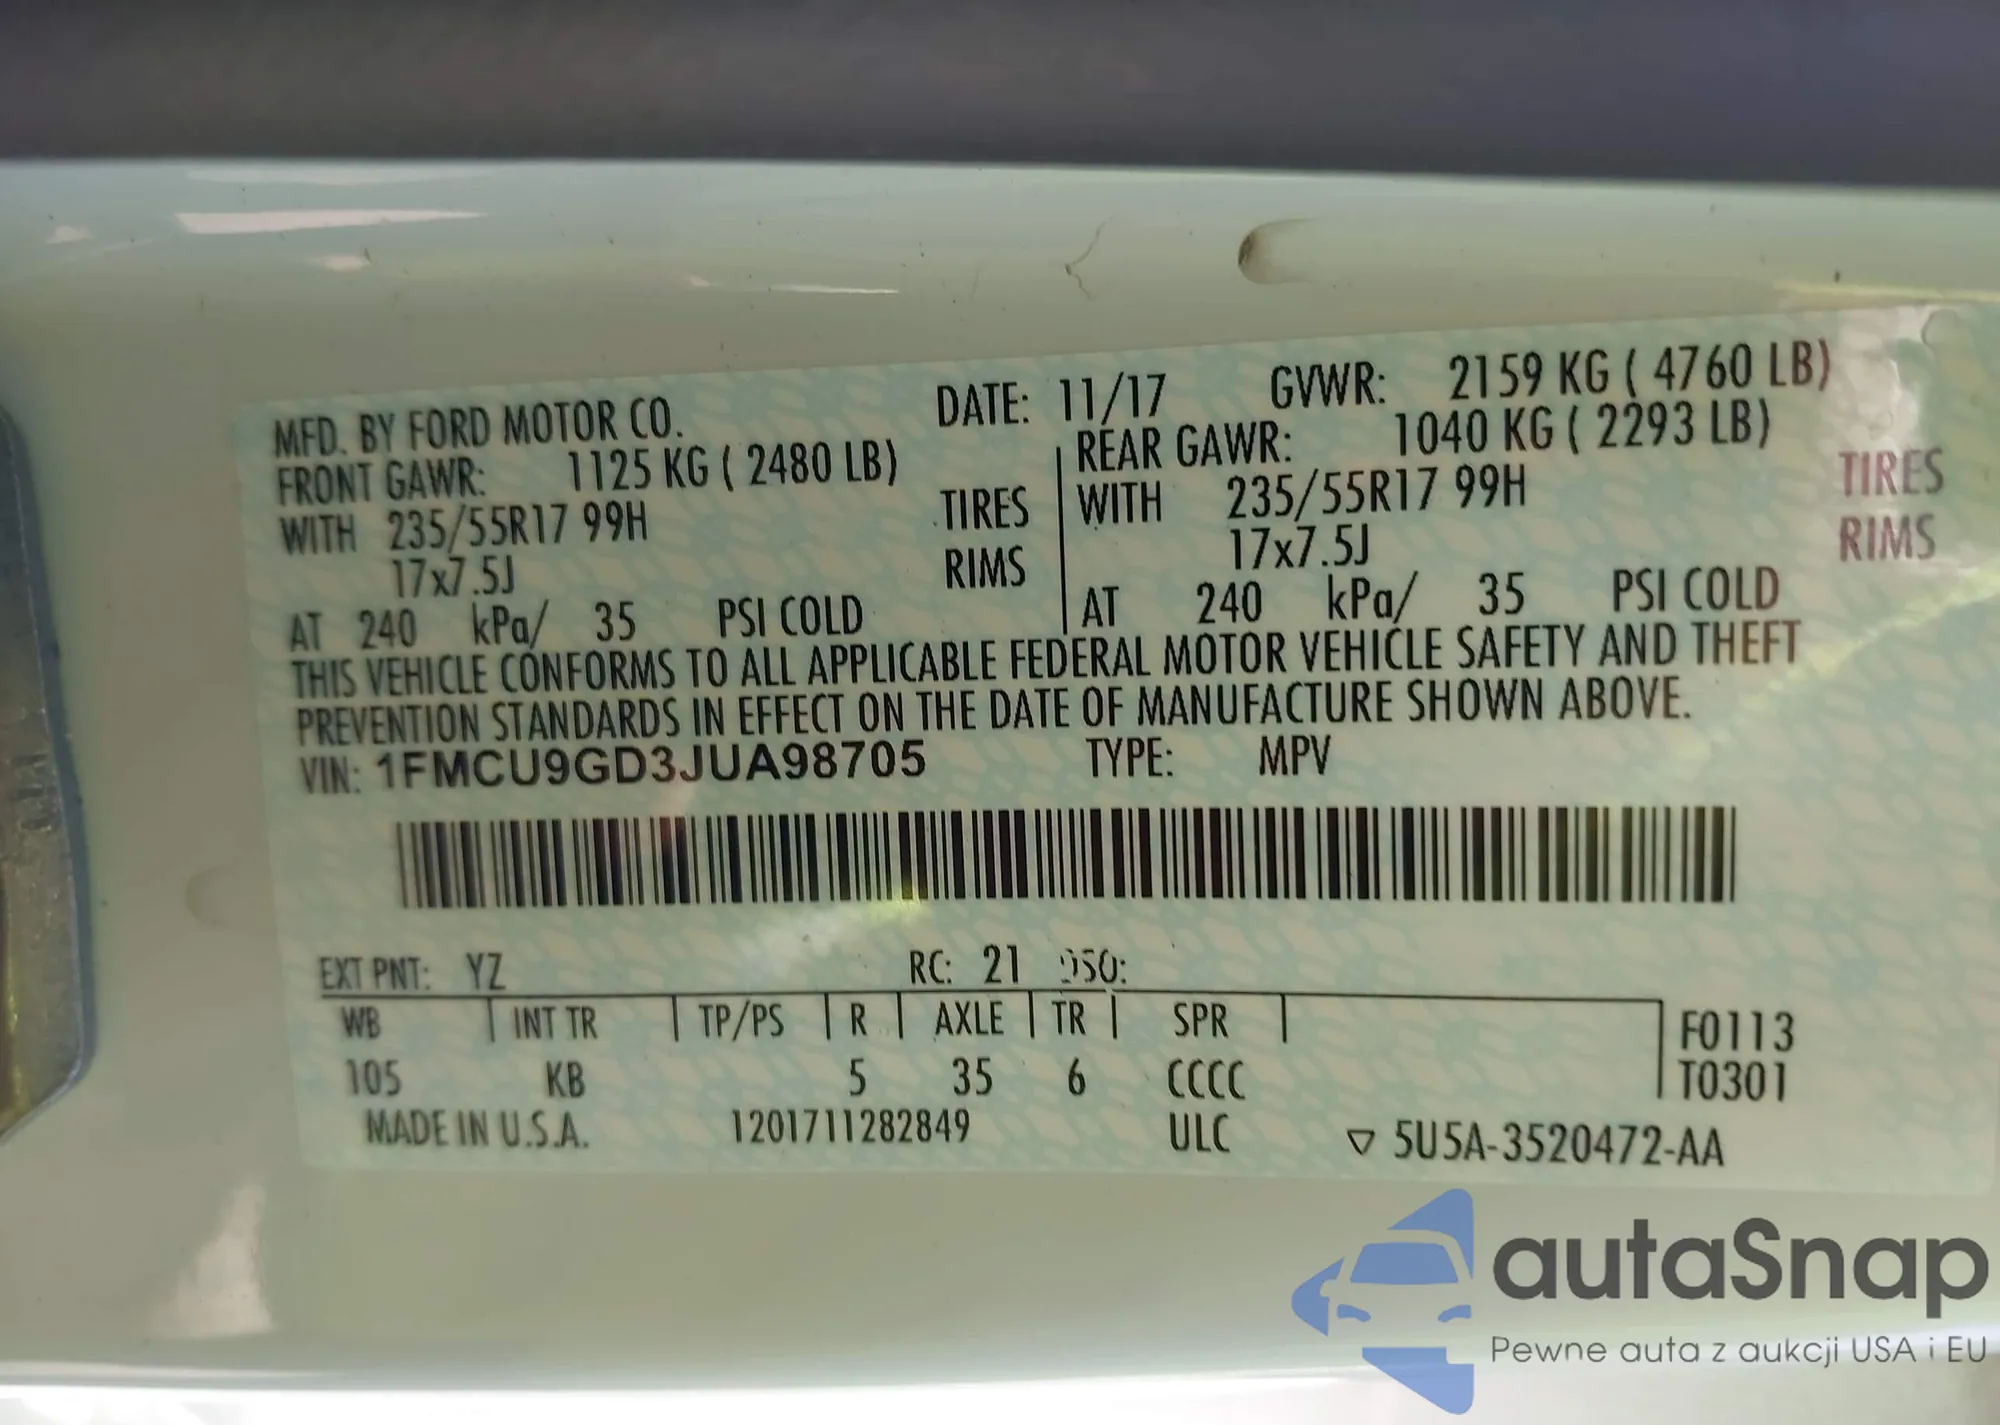 MFD. BY FORD MOTOR CO. DATE: 11/17 GVWR: 2159 KG ( 4760 LB)
FRONT GAWR: 1125 KG ( 2480 LB) REAR GAWR: 1040 KG ( 2293 LB)
WITH 235/55R17 99H TIRES WITH 235/55R17 99H TIRES
17x7.5J RIMS 17x7.5J RIMS
AT 240 kPa/ 35 PSI COLD AT 240 kPa/ 35 PSI COLD
THIS VEHICLE CONFORMS TO ALL APPLICABLE FEDERAL MOTOR VEHICLE SAFETY AND THEFT
PREVENTION STANDARDS IN EFFECT ON THE DATE OF MANUFACTURE SHOWN ABOVE.
VIN: 1FMCU9GD3JUA98705 TYPE: MPV
EXT PNT: YZ RC: 21
WB INT TR TP/PS R AXLE TR SPR F0113
105 KB 5 35 6 CCCC T0301
MADE IN U.S.A. 1201711282849 ULC ▽ 5U5A-3520472-AA
autaSnap
Pewne auta z aukcji USA i EU